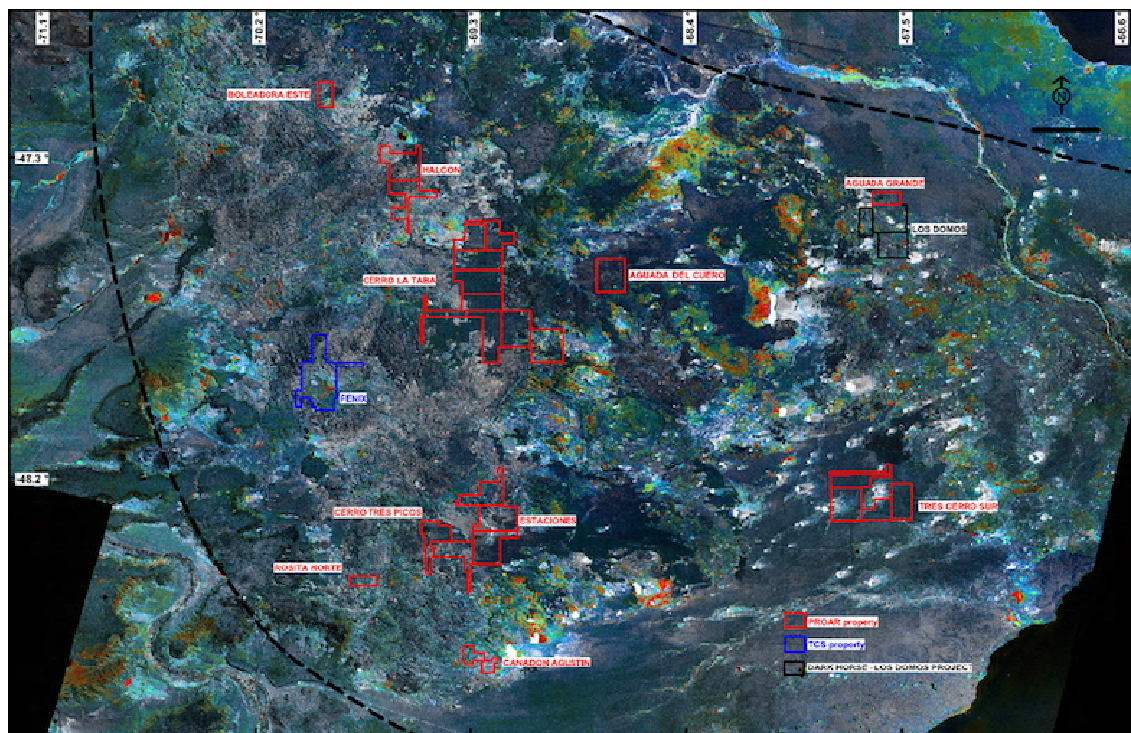 -71.1 °
-70.2 °
-69.3 °
-68.4 °
-67.5 °
-66.6 °
BOLEADORA ESTE
N
-47.3 °
HALCON
AGUADA GRANDE
LOS DOMOS
CERRO LA TABA
AGUADA DEL CUERO
FENIX
-48.2 °
CERRO TRES PICOS
ESTACIONES
TRES CERRO SUR
ROSITA NORTE
PROAR property
TCS property
CANADON AGUSTIN
DARK HORSE - LOS DOMOS PROJECT